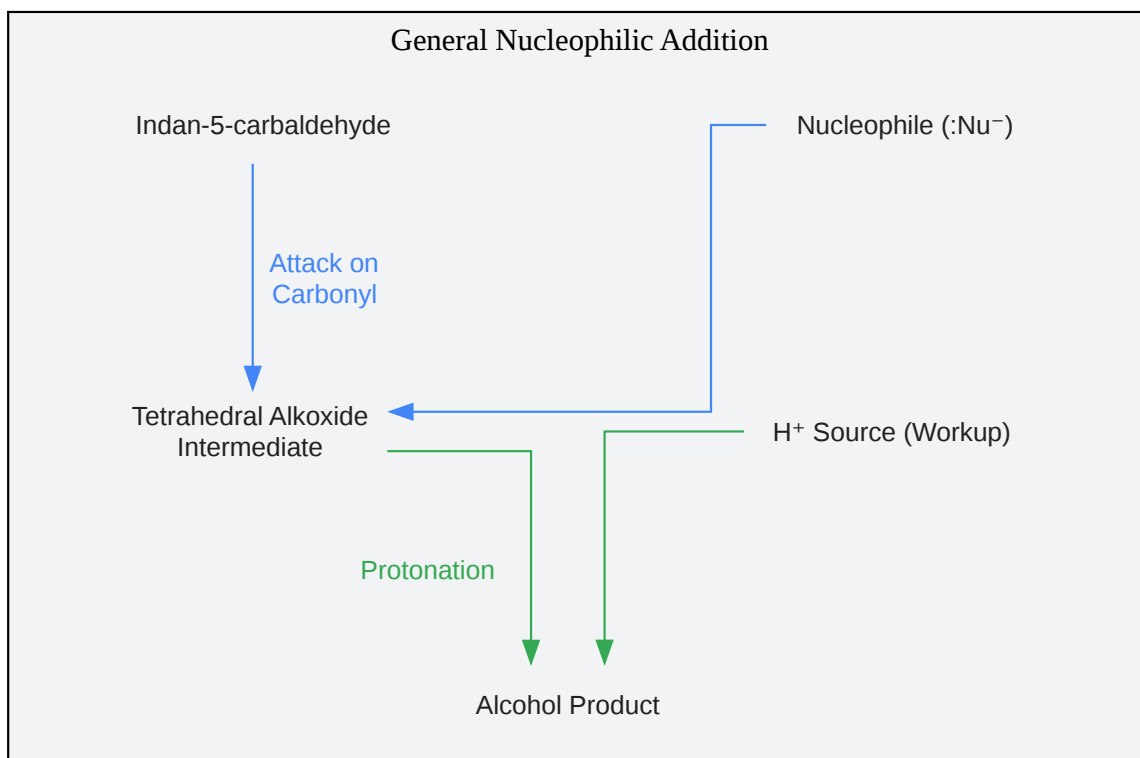 General Nucleophilic Addition
Indan-5-carbaldehyde
Nucleophile (:Nu⁻)
Attack on
Carbonyl
Tetrahedral Alkoxide
Intermediate
H⁺ Source (Workup)
Protonation
Alcohol Product